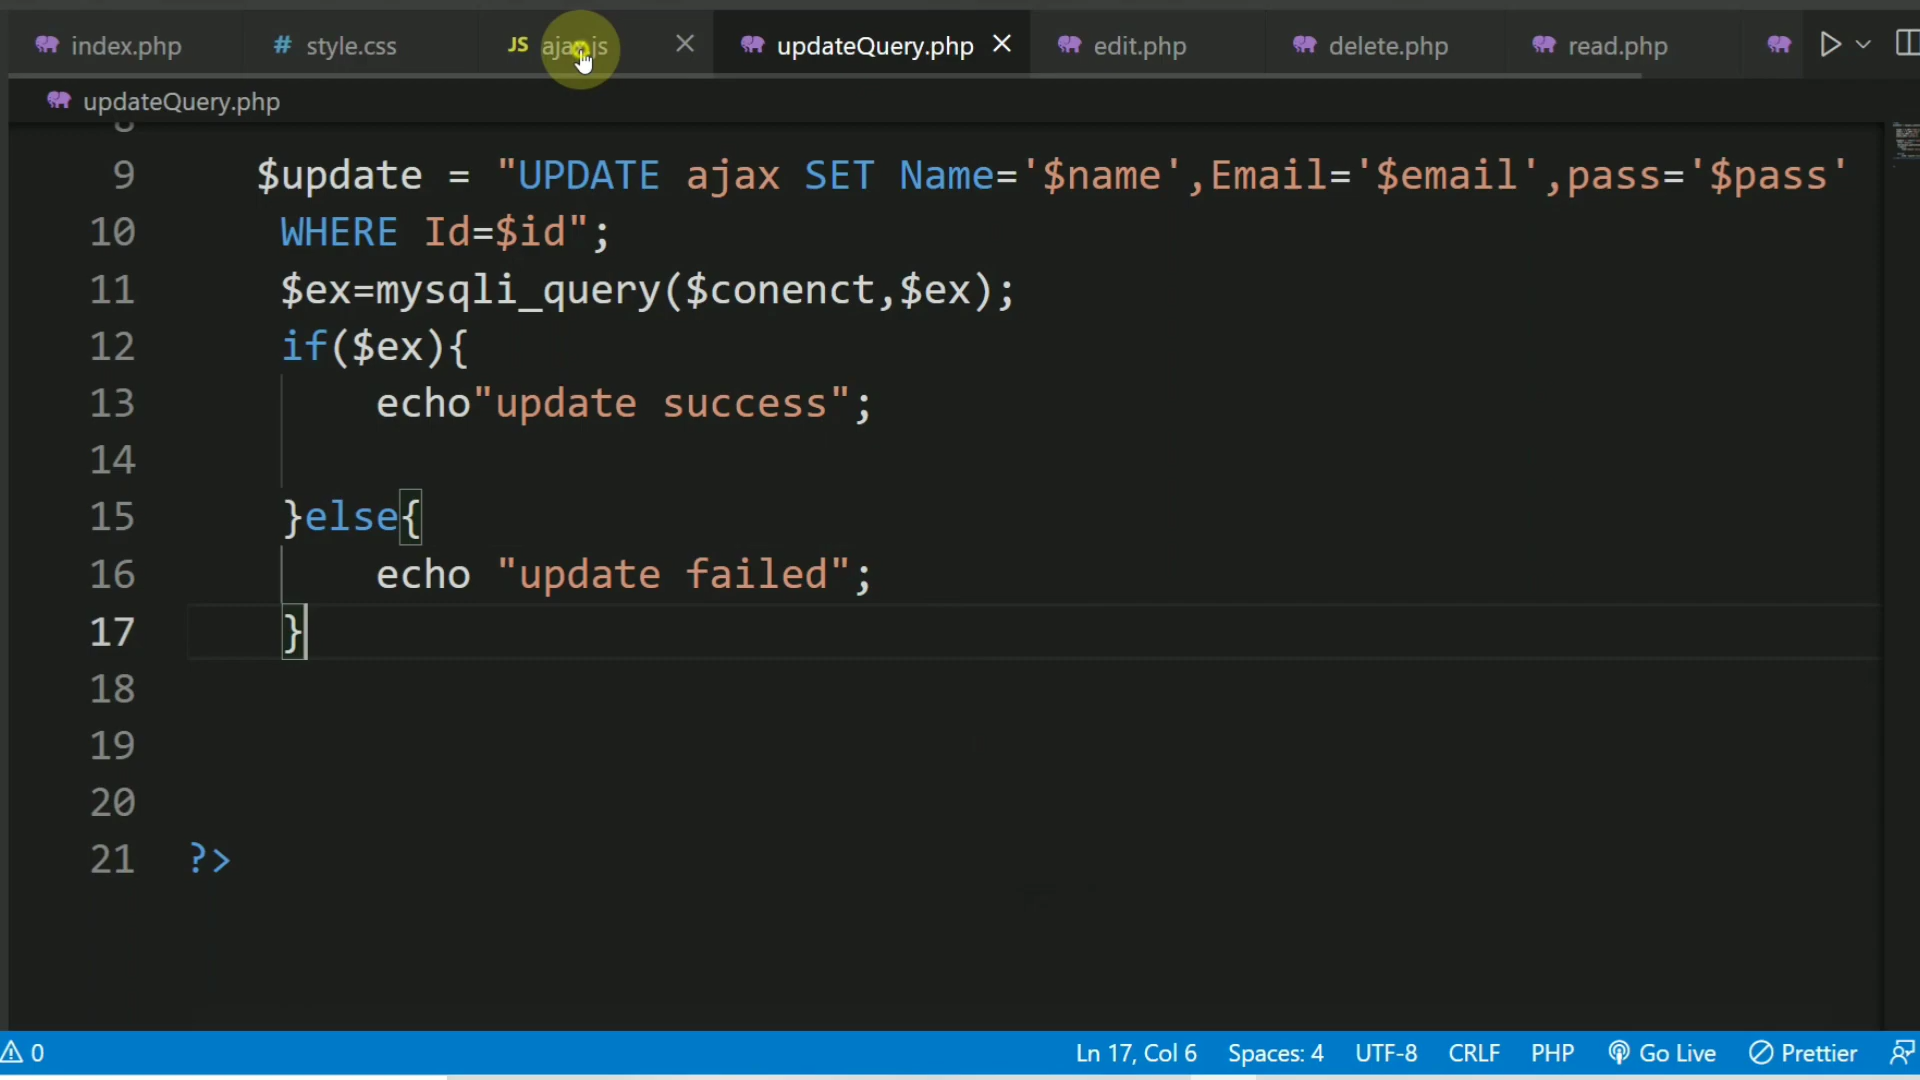 index.php # style.css JS ajax.js updateQuery.php edit.php delete.php read.php
updateQuery.php
8
9 $update = "UPDATE ajax SET Name='$name',Email='$email',pass='$pass'
10 WHERE Id=$id";
11 $ex=mysqli_query($conenct,$ex);
12 if($ex){
13 echo"update success";
14
15 }else{
16 echo "update failed";
17 }
18
19
20
21 ?>
0 Ln 17, Col 6 Spaces: 4 UTF-8 CRLF PHP Go Live Prettier